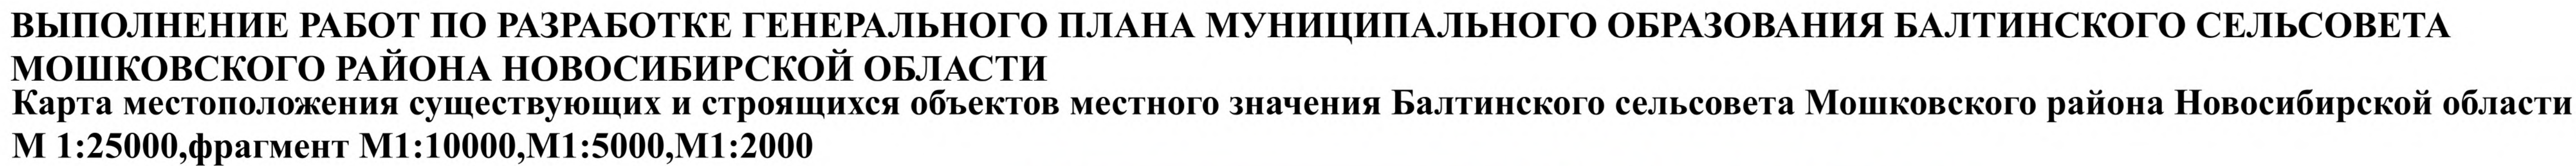 ВЫПОЛНЕНИЕ РАБОТ ПО РАЗРАБОТКЕ ГЕНЕРАЛЬНОГО ПЛАНА МУНИЦИПАЛЬНОГО ОБРАЗОВАНИЯ БАЛТИНСКОГО СЕЛЬСОВЕТА
МОШКОВСКОГО РАЙОНА НОВОСИБИРСКОЙ ОБЛАСТИ
Карта местоположения существующих и строящихся объектов местного значения Балтинского сельсовета Мошковского района Новосибирской области
М 1:25000,фрагмент М1:10000,М1:5000,М1:2000